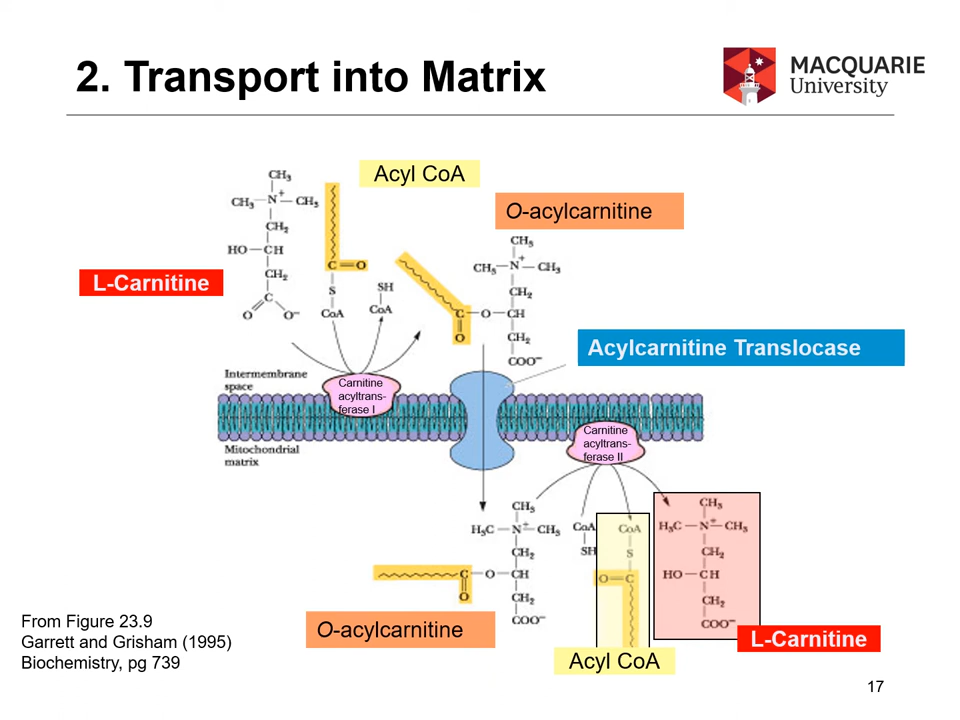 2. Transport into Matrix
MACQUARIE
University
Acyl CoA
O-acylcarnitine
L-Carnitine
CH₃
CH₃—N⁺—CH₃
CH₂
HO—CH
CH₂
C
O O⁻
C=O
S
CoA
SH
CoA
CH₃
CH₃—N⁺—CH₃
CH₂
C—O—CH
O
CH₂
COO⁻
Acylcarnitine Translocase
Intermembrane
space
Carnitine
acyltrans-
ferase I
Mitochondrial
matrix
Carnitine
acyltrans-
ferase II
CH₃
H₃C—N⁺—CH₃
CH₂
C—O—CH
O
CH₂
COO⁻
CoA
SH
CoA
S
O=C
CH₃
H₃C—N⁺—CH₃
CH₂
HO—CH
CH₂
COO⁻
O-acylcarnitine
Acyl CoA
L-Carnitine
From Figure 23.9
Garrett and Grisham (1995)
Biochemistry, pg 739
17